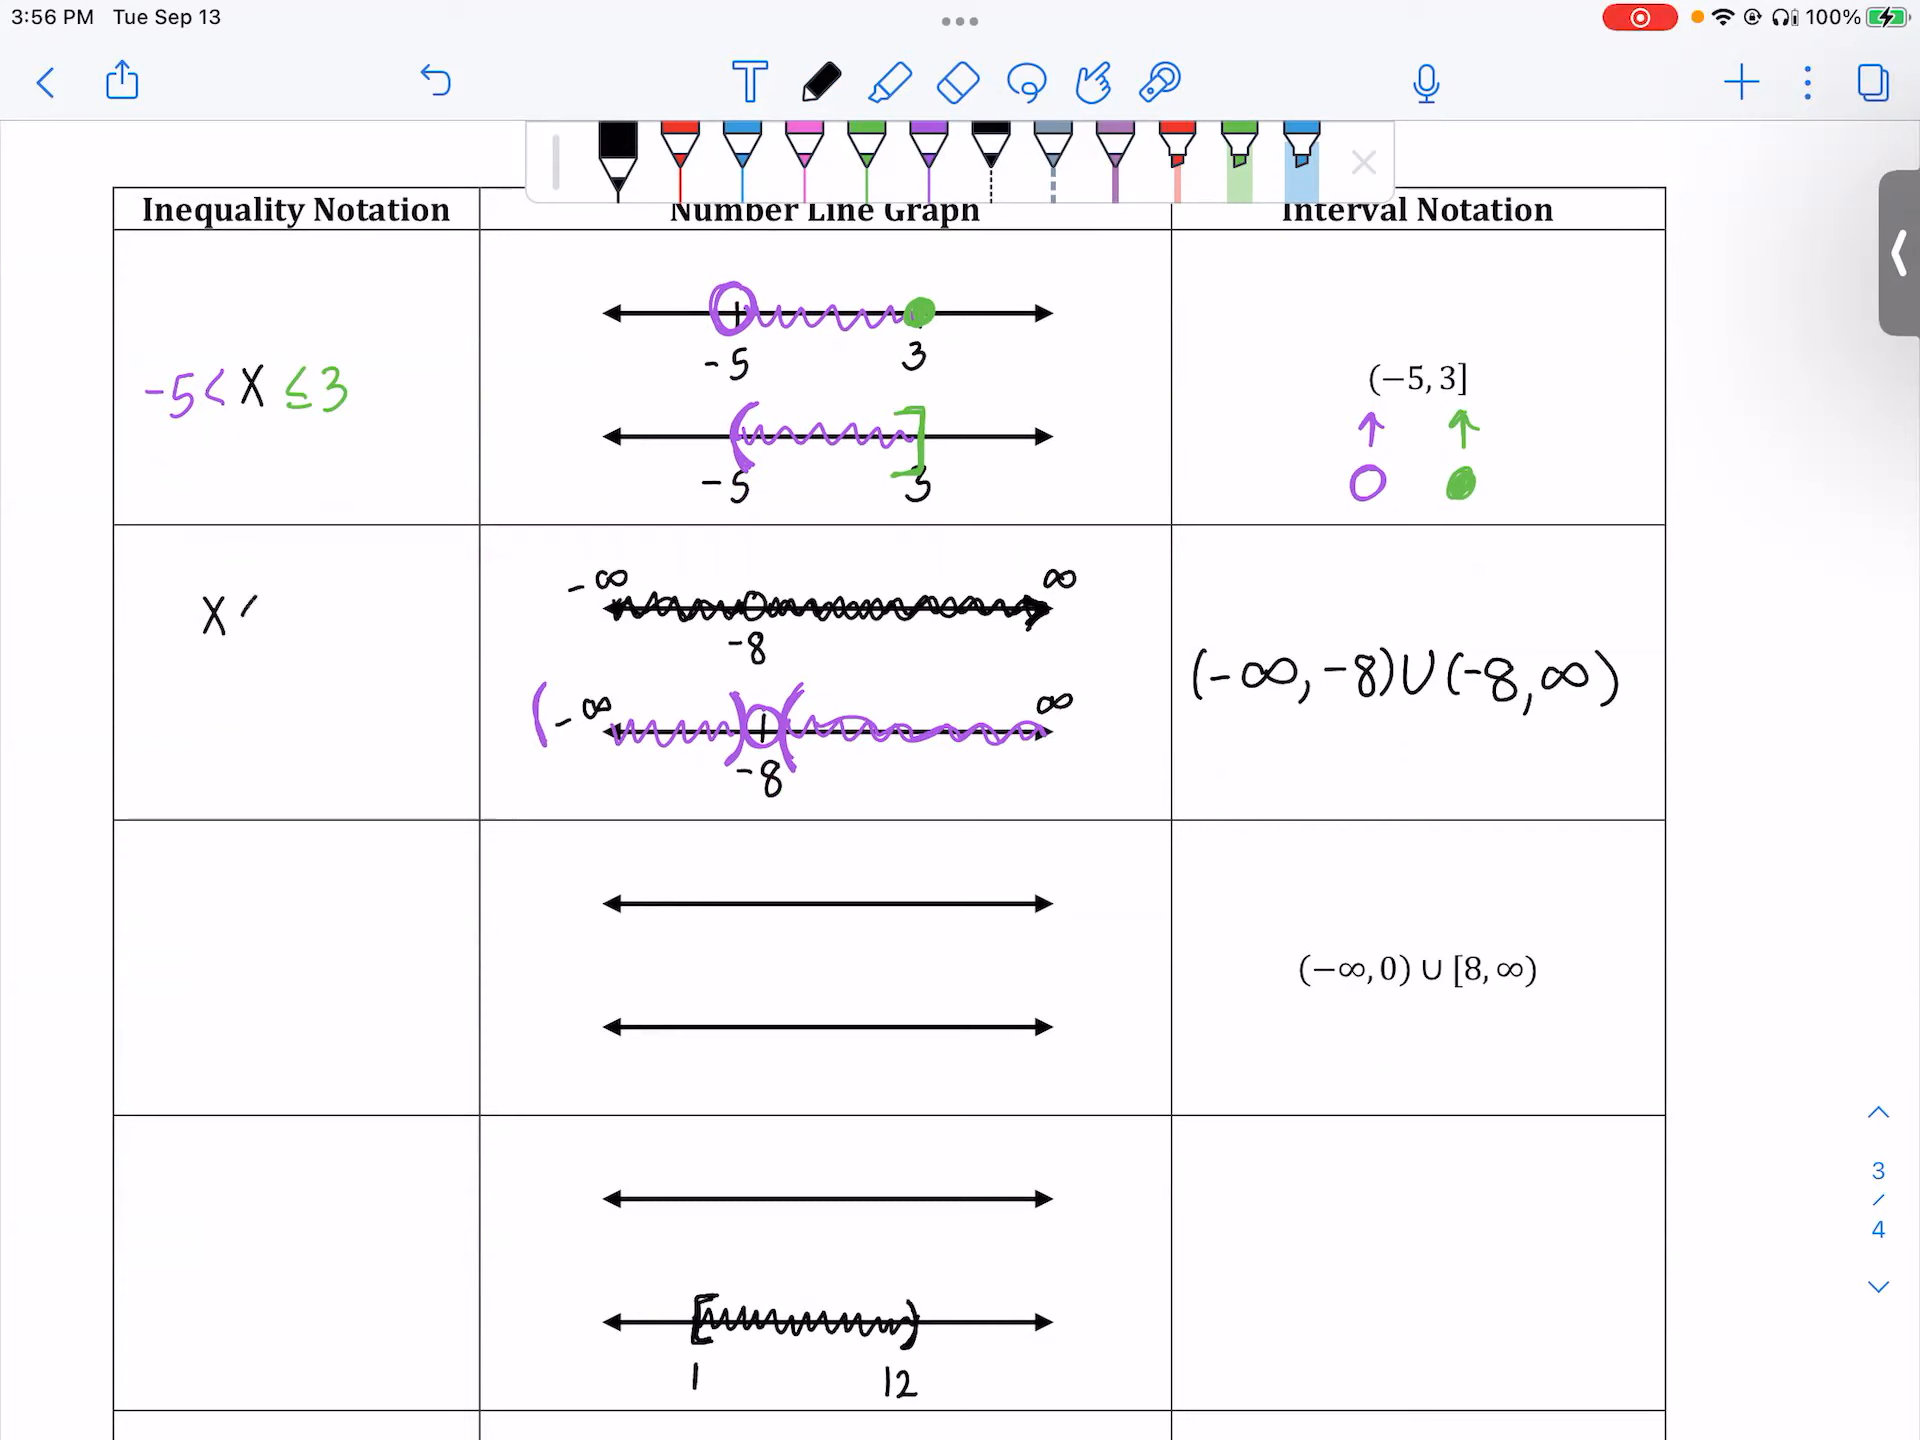 3:56 PM Tue Sep 13
100%
Inequality Notation Number Line Graph Interval Notation
-5 3
-5 < x ≤ 3
(−5, 3]
-5 3
-∞ ∞
x
-8
(-∞, -8) ∪ (-8, ∞)
( -∞ ) ( ∞
-8
(−∞, 0) ∪ [8, ∞)
3
/
4
[ )
1 12